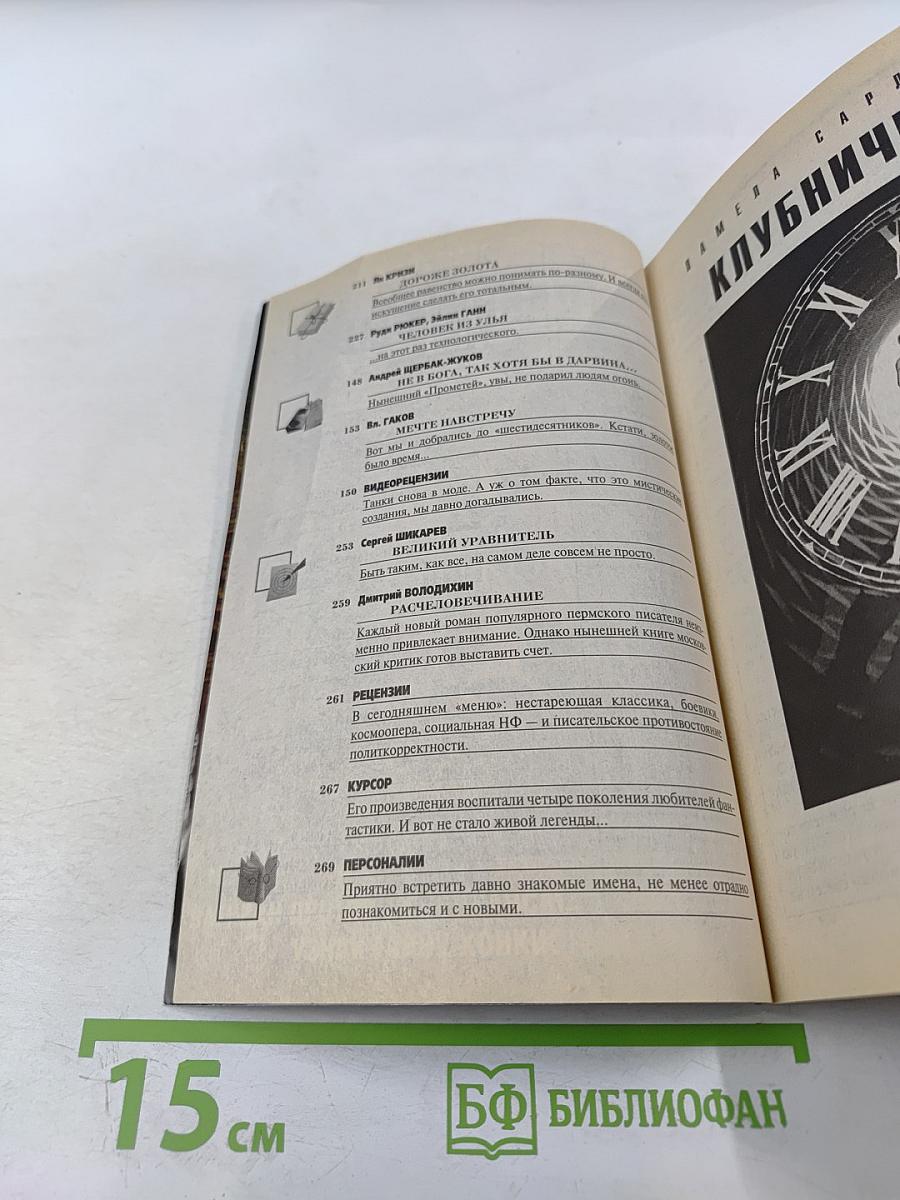 211 Ян КРИЗИ
ДОРОЖЕ ЗОЛОТА
Всеобщее равенство можно понимать по-разному. И всегда
искушение сделать его тотальным.
227 Руди РЮКЕР, Эйлин ГАНН
ЧЕЛОВЕК ИЗ УЛЬЯ
...на этот раз технологического.
148 Андрей ЩЕРБАК-ЖУКОВ
НЕ В БОГА, ТАК ХОТЯ БЫ В ДАРВИНА...
Нынешний «Прометей», увы, не подарил людям огонь.
153 Вл. ГАКОВ
МЕЧТЕ НАВСТРЕЧУ
Вот мы и добрались до «шестидесятников». Кстати, золотое
было время...
150 ВИДЕОРЕЦЕНЗИИ
Танки снова в моде. А уж о том факте, что это мистические
создания, мы давно догадывались.
253 Сергей ШИКАРЕВ
ВЕЛИКИЙ УРАВНИТЕЛЬ
Быть таким, как все, на самом деле совсем не просто.
259 Дмитрий ВОЛОДИХИН
РАСЧЕЛОВЕЧИВАНИЕ
Каждый новый роман популярного пермского писателя неиз-
менно привлекает внимание. Однако нынешней книге москов-
ский критик готов выставить счет.
261 РЕЦЕНЗИИ
В сегодняшнем «меню»: нестареющая классика, боевики,
космоопера, социальная НФ — и писательское противостояние
политкорректности.
267 КУРСОР
Его произведения воспитали четыре поколения любителей фан-
тастики. И вот не стало живой легенды...
269 ПЕРСОНАЛИИ
Приятно встретить давно знакомые имена, не менее отрадно
познакомиться и с новыми.
ПАМЕЛА САРД
КЛУБНИЧ
15 см
БФ БИБЛИОФАН